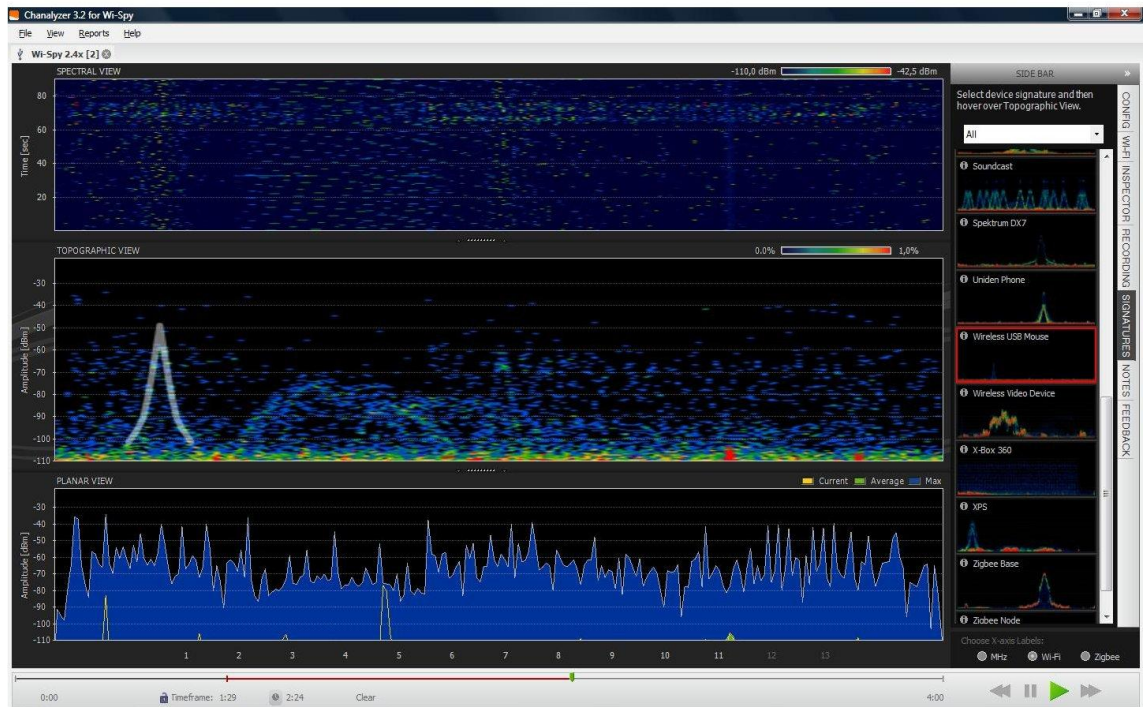 Chanalyzer 3.2 for Wi-Spy
File View Reports Help
Wi-Spy 2.4x [2]
SPECTRAL VIEW
-110,0 dBm -42,5 dBm
Time [sec]
80
60
40
20
TOPOGRAPHIC VIEW
0.0% 1,0%
Amplitude [dBm]
-30
-40
-50
-60
-70
-80
-90
-100
-110
PLANAR VIEW
Current Average Max
Amplitude [dBm]
-30
-40
-50
-60
-70
-80
-90
-100
-110
1 2 3 4 5 6 7 8 9 10 11 12 13
0:00 Timeframe: 1:29 2:24 Clear 4:00
SIDE BAR »
Select device signature and then
hover over Topographic View.
All
Soundcast
Spektrum DX7
Uniden Phone
Wireless USB Mouse
Wireless Video Device
X-Box 360
XPS
Zigbee Base
Zigbee Node
Choose X-axis Labels:
MHz Wi-Fi Zigbee
CONFIG
WI-FI
INSPECTOR
RECORDING
SIGNATURES
NOTES
FEEDBACK